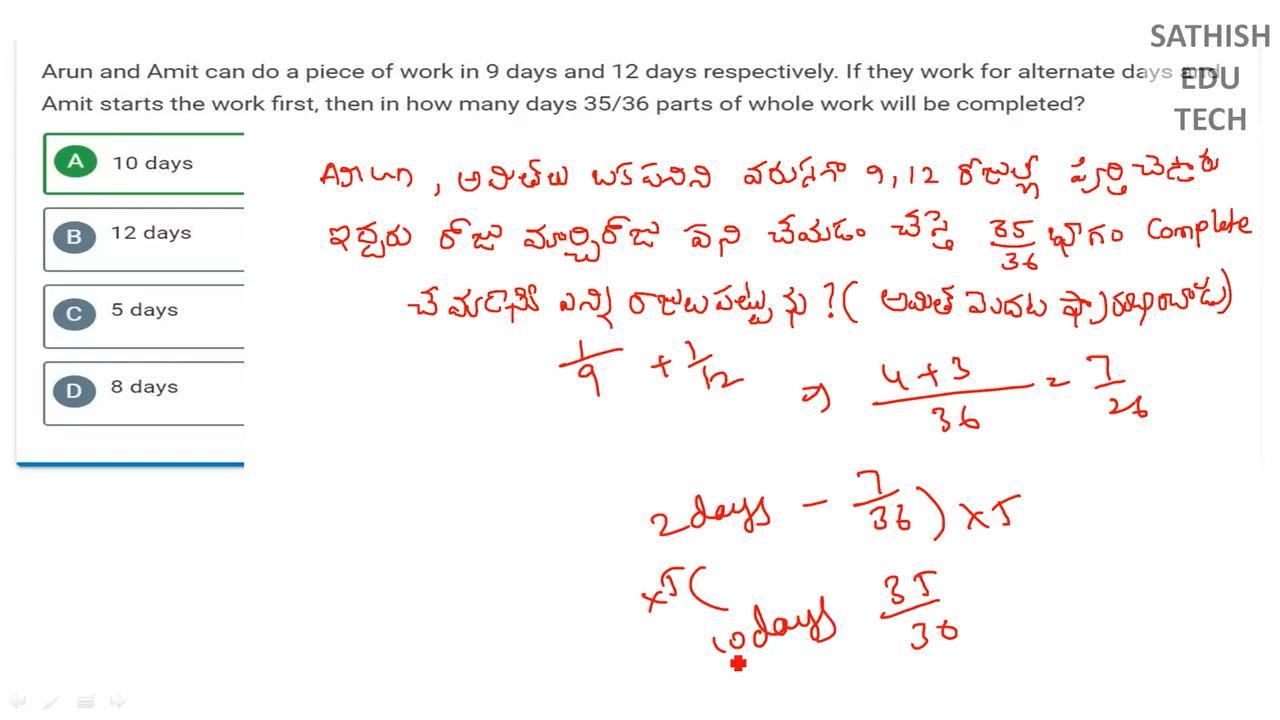 SATHISH
EDU
TECH
Arun and Amit can do a piece of work in 9 days and 12 days respectively. If they work for alternate days and
Amit starts the work first, then in how many days 35/36 parts of whole work will be completed?
A 10 days
B 12 days
C 5 days
D 8 days
Arun , అమిత్‌లు ఒక పనిని వరుసగా 9, 12 రోజుల్లో పూర్తిచేస్తారు
ఇద్దరు రోజు మార్చిరోజు పని చేయడం చేస్తే 35/36 భాగం Complete
ఎన్ని పట్టును ? ( అమిత్ మొదట
1/9 + 1/12 ⇒ 4+3/36 = 7/26
2 days - 7/36 ) ×5
×5 (
10 days 35/36